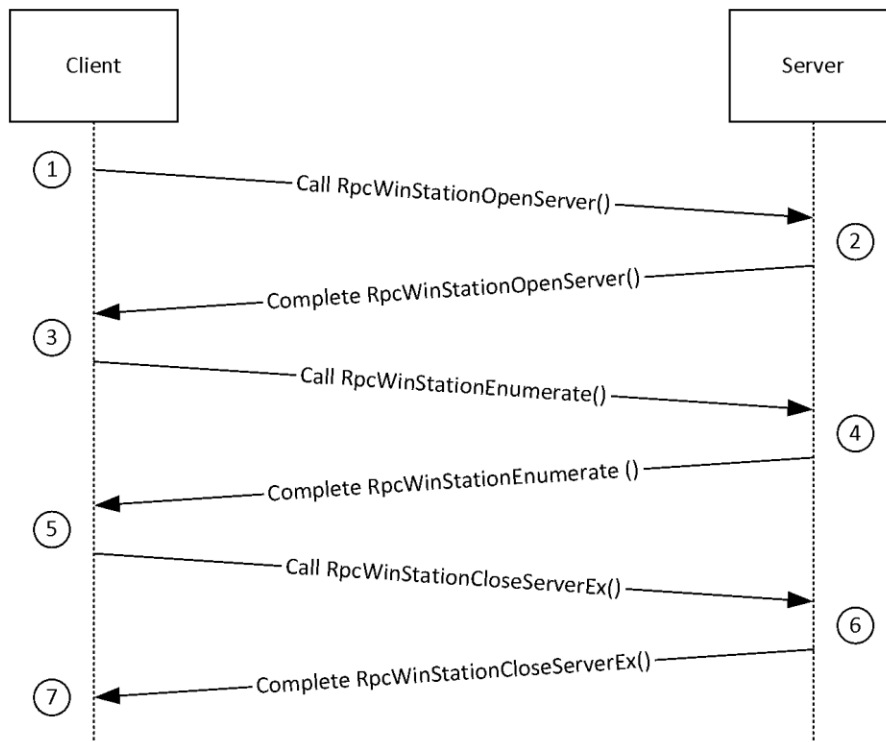 Client
Server
1
Call RpcWinStationOpenServer()
2
Complete RpcWinStationOpenServer()
3
Call RpcWinStationEnumerate()
4
Complete RpcWinStationEnumerate ()
5
Call RpcWinStationCloseServerEx()
6
Complete RpcWinStationCloseServerEx()
7